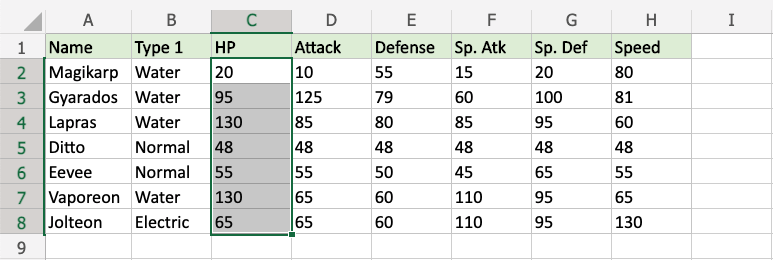 A B C D E F G H I
1 Name Type 1 HP Attack Defense Sp. Atk Sp. Def Speed
2 Magikarp Water 20 10 55 15 20 80
3 Gyarados Water 95 125 79 60 100 81
4 Lapras Water 130 85 80 85 95 60
5 Ditto Normal 48 48 48 48 48 48
6 Eevee Normal 55 55 50 45 65 55
7 Vaporeon Water 130 65 60 110 95 65
8 Jolteon Electric 65 65 60 110 95 130
9